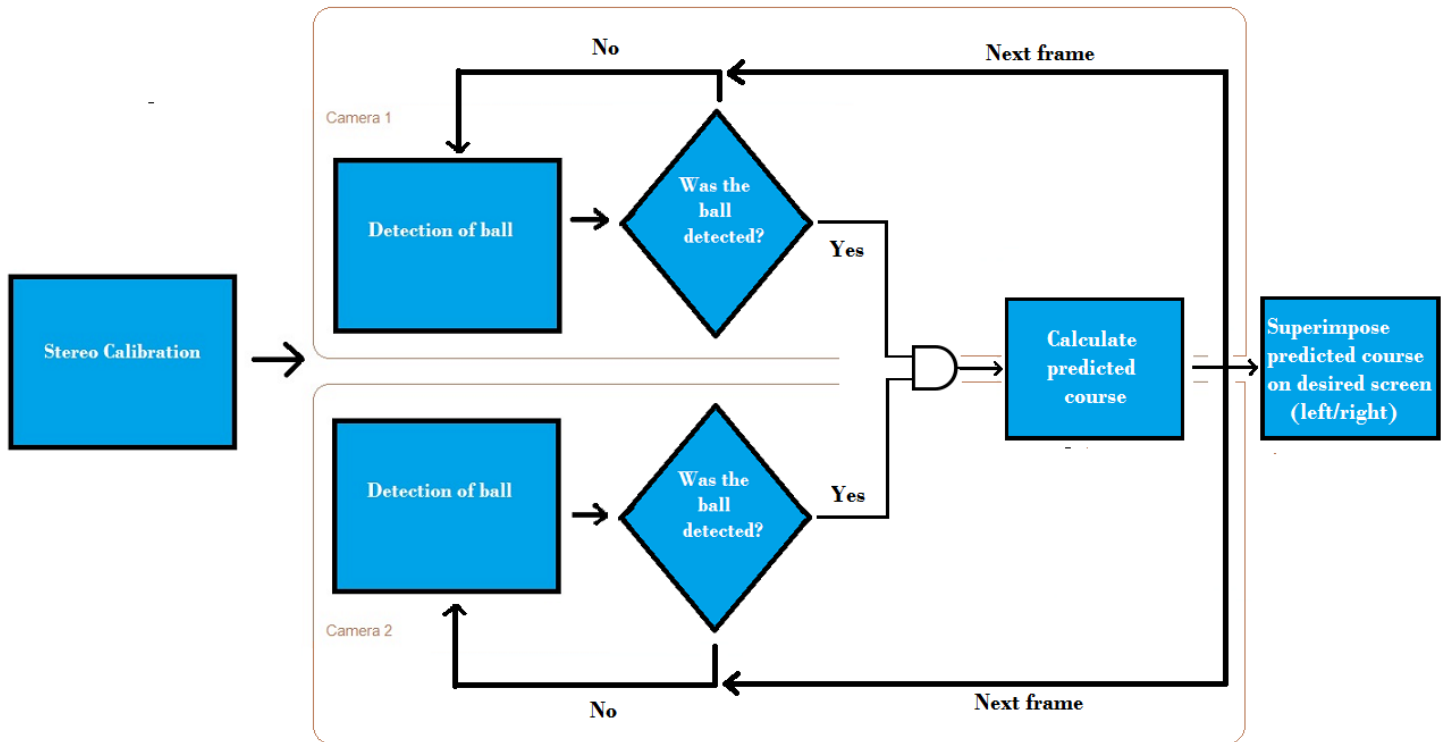 No
Next frame
Camera 1
Detection of ball
Was the
ball
detected?
Yes
Stereo Calibration
Calculate
predicted
course
Superimpose
predicted course
on desired screen
(left/right)
Detection of ball
Was the
ball
detected?
Yes
Camera 2
No
Next frame